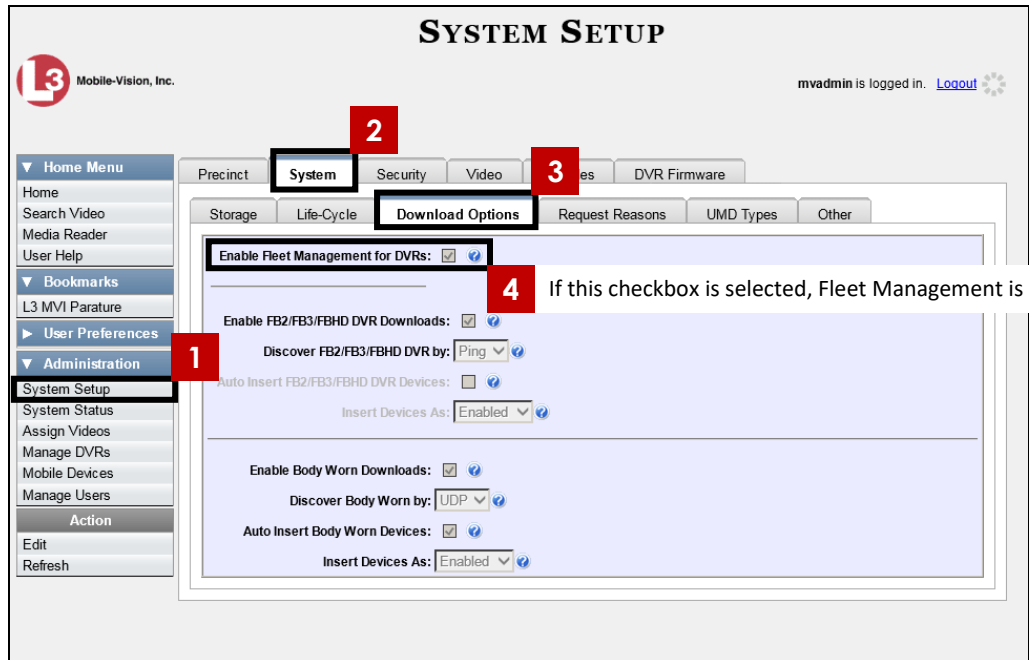 SYSTEM SETUP
L3 Mobile-Vision, Inc.
mvadmin is logged in. Logout
2
▼ Home Menu
Home
Search Video
Media Reader
User Help
▼ Bookmarks
L3 MVI Parature
▶ User Preferences
▼ Administration
1
System Setup
System Status
Assign Videos
Manage DVRs
Mobile Devices
Manage Users
Action
Edit
Refresh
Precinct System Security Video 3 es DVR Firmware
Storage Life-Cycle Download Options Request Reasons UMD Types Other
Enable Fleet Management for DVRs:
4 If this checkbox is selected, Fleet Management is
Enable FB2/FB3/FBHD DVR Downloads:
Discover FB2/FB3/FBHD DVR by: Ping
Auto Insert FB2/FB3/FBHD DVR Devices:
Insert Devices As: Enabled
Enable Body Worn Downloads:
Discover Body Worn by: UDP
Auto Insert Body Worn Devices:
Insert Devices As: Enabled